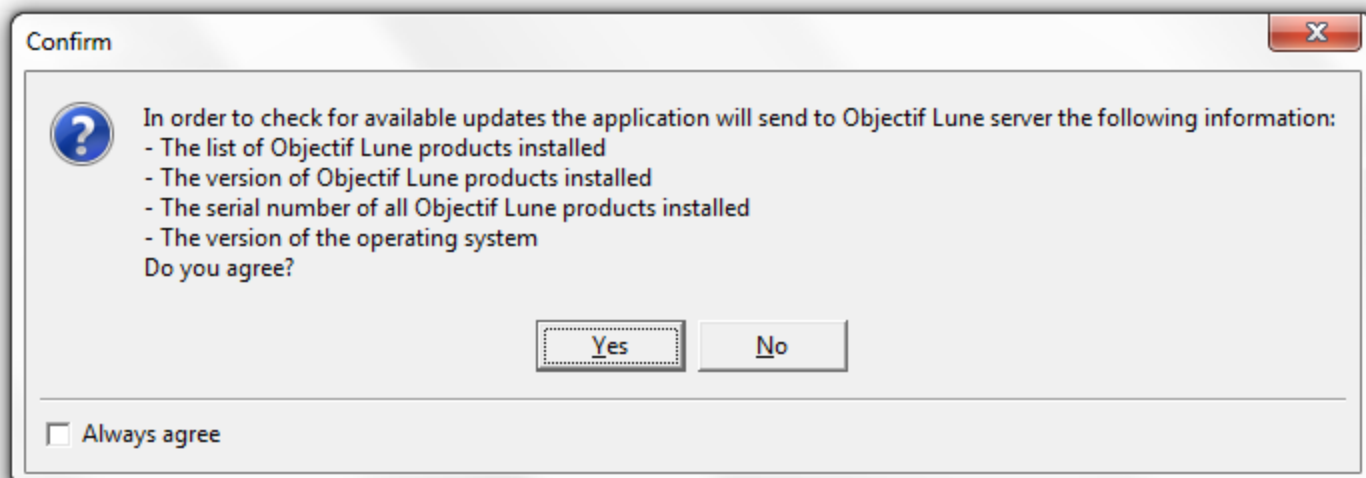 Confirm
In order to check for available updates the application will send to Objectif Lune server the following information:
- The list of Objectif Lune products installed
- The version of Objectif Lune products installed
- The serial number of all Objectif Lune products installed
- The version of the operating system
Do you agree?
Yes No
Always agree